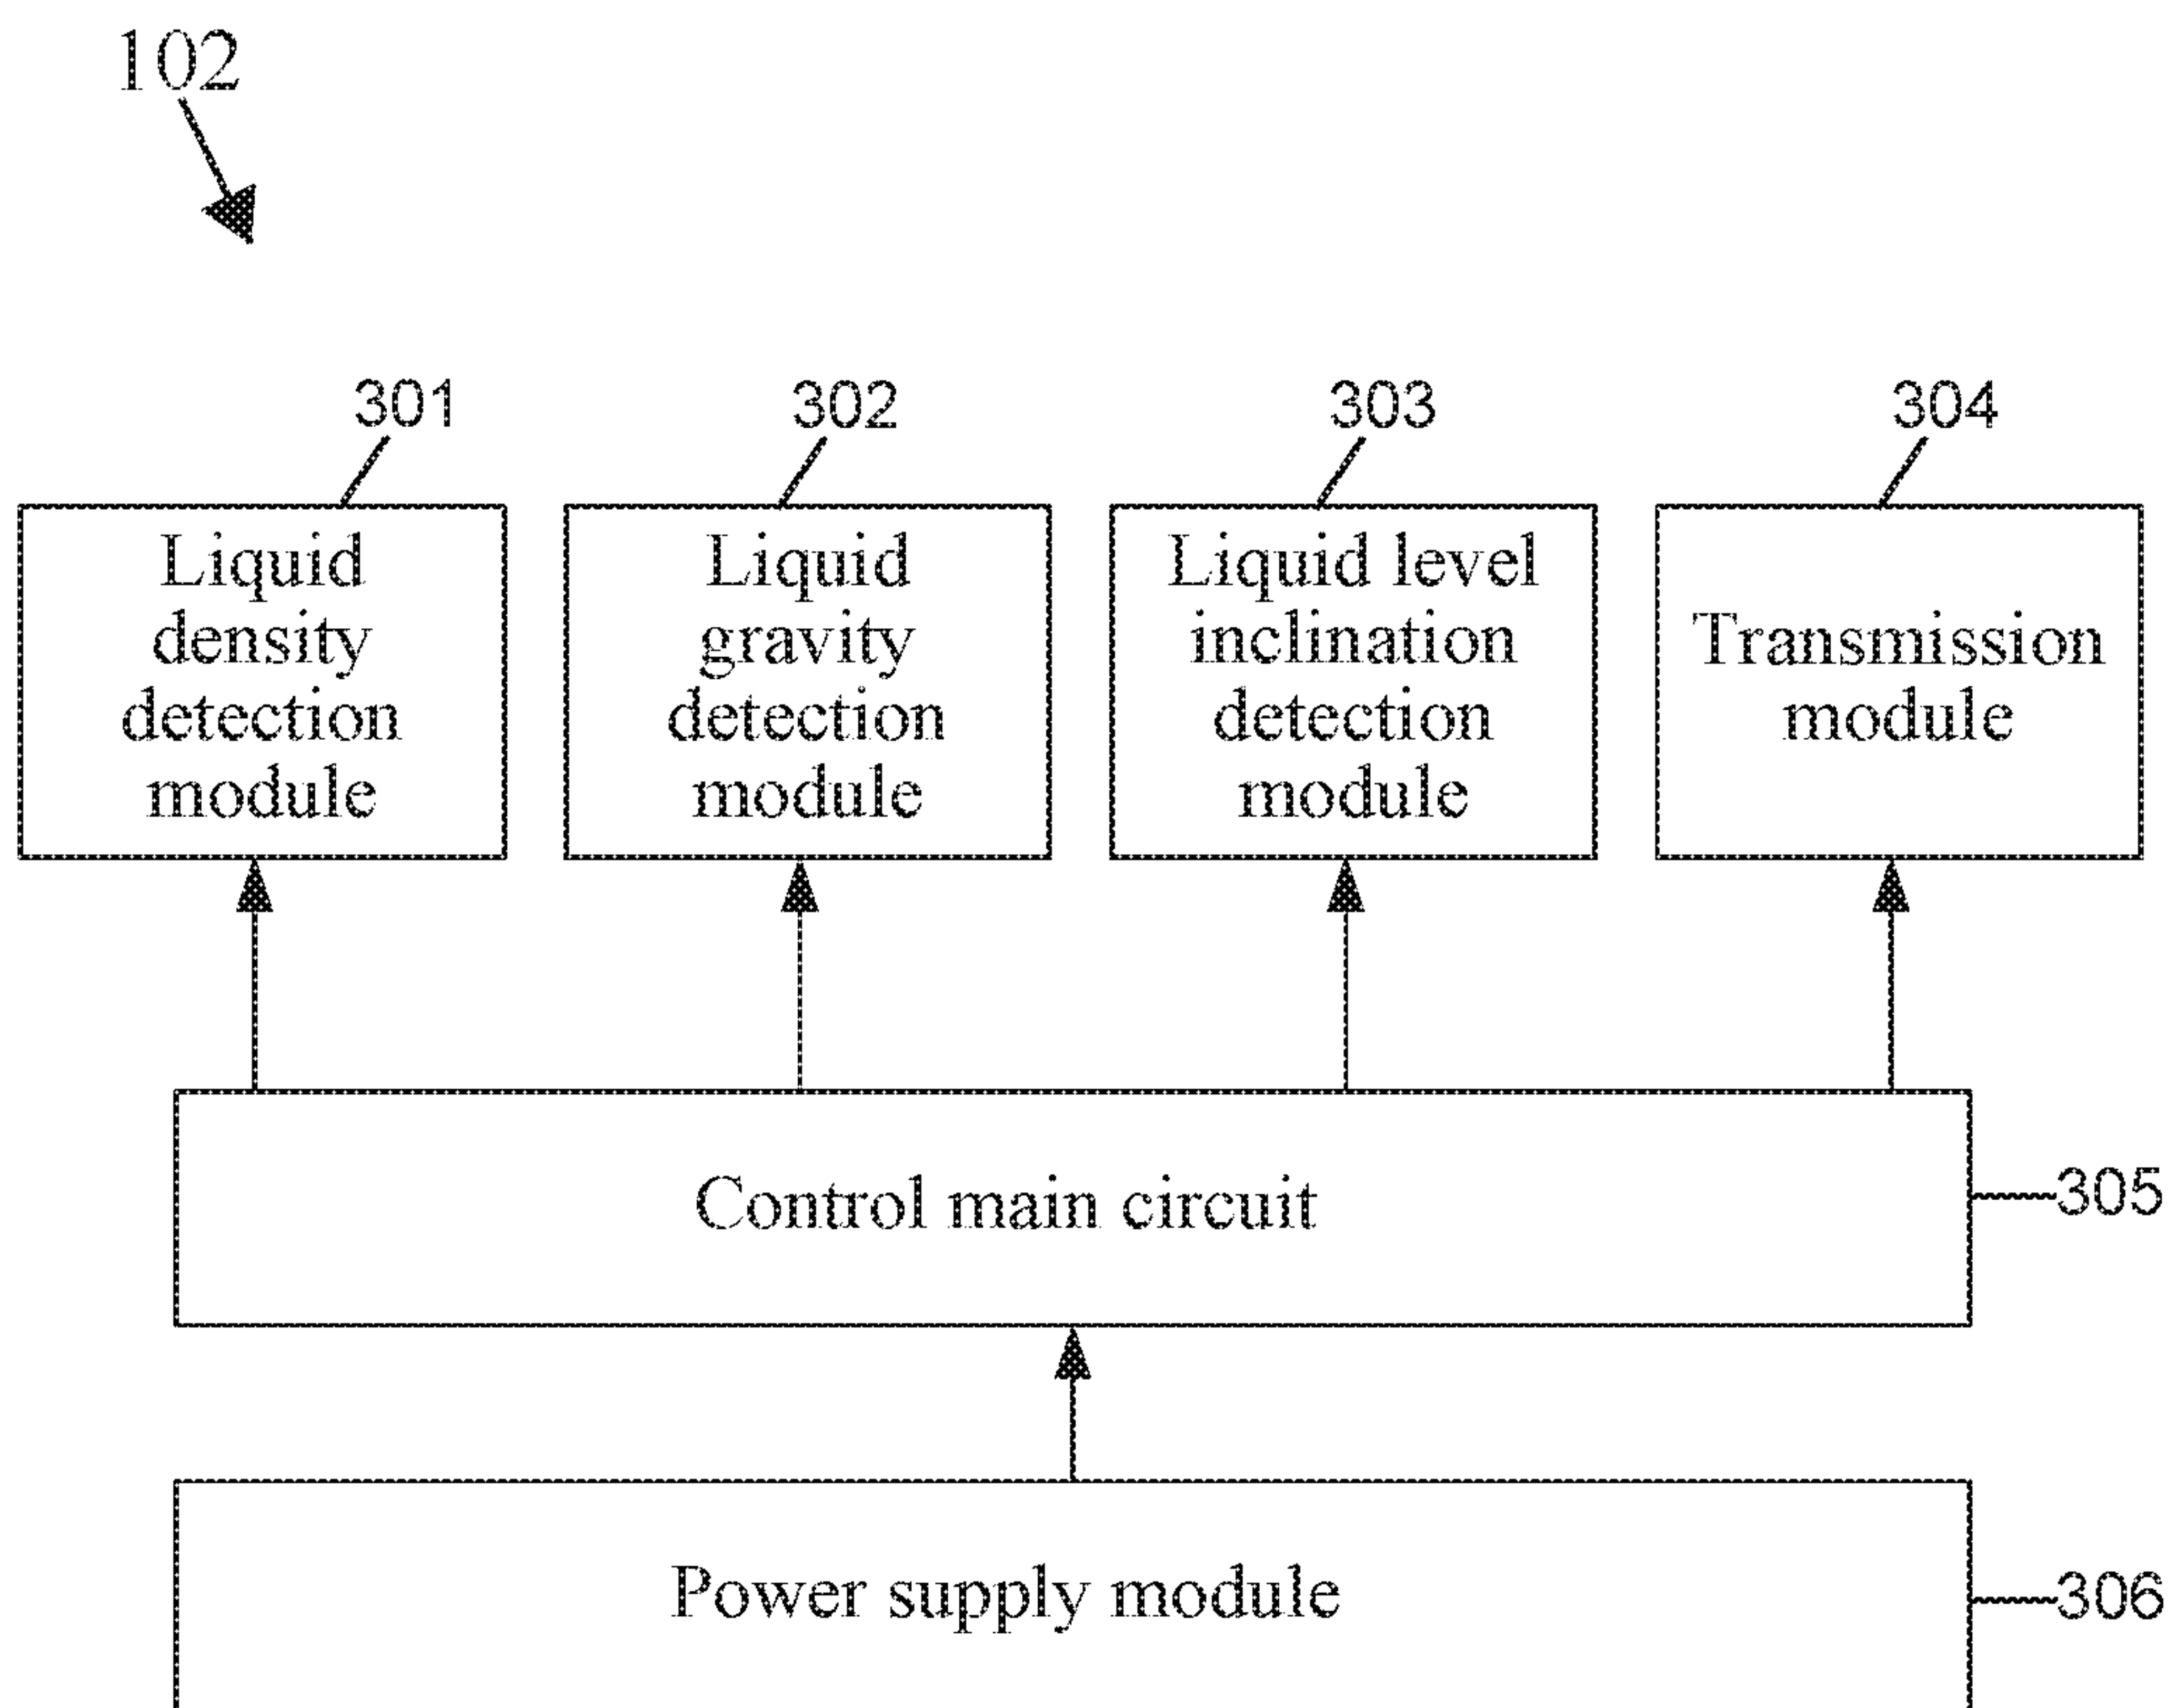 102
301
302
303
304
Liquid
density
detection
module
Liquid
gravity
detection
module
Liquid level
inclination
detection
module
Transmission
module
Control main circuit
305
Power supply module
306